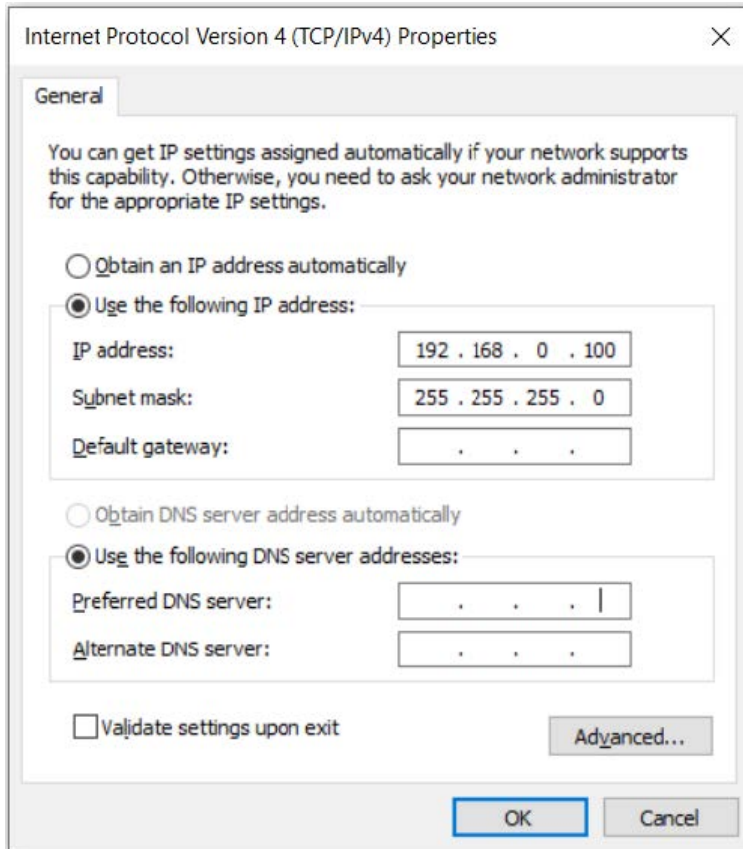 Internet Protocol Version 4 (TCP/IPv4) Properties
General
You can get IP settings assigned automatically if your network supports
this capability. Otherwise, you need to ask your network administrator
for the appropriate IP settings.
Obtain an IP address automatically
Use the following IP address:
IP address: 192 . 168 . 0 . 100
Subnet mask: 255 . 255 . 255 . 0
Default gateway: . . .
Obtain DNS server address automatically
Use the following DNS server addresses:
Preferred DNS server: . . .
Alternate DNS server: . . .
Validate settings upon exit
Advanced...
OK Cancel